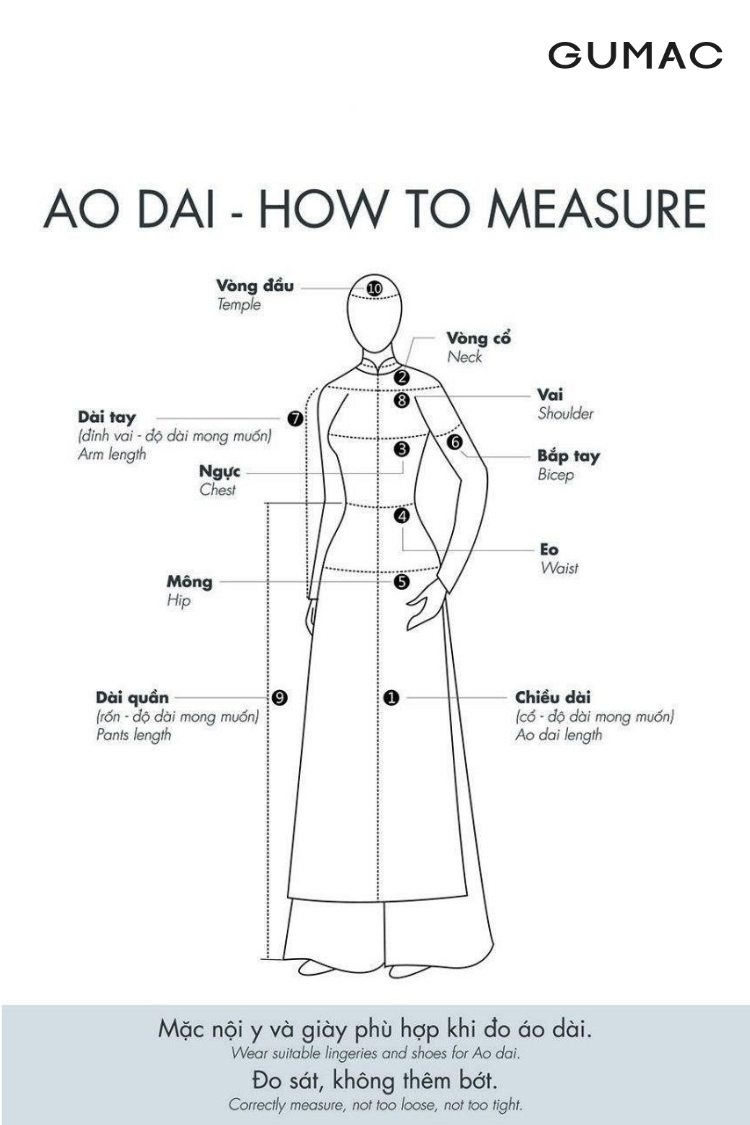 GUMAC
AO DAI - HOW TO MEASURE
Vòng đầu
Temple
10
Vòng cổ
Neck
2
8
Vai
Shoulder
Dài tay
(đỉnh vai - độ dài mong muốn)
Arm length
7
6
Bắp tay
Bicep
3
Ngực
Chest
4
Eo
Waist
Mông
Hip
5
Dài quần
(rốn - độ dài mong muốn)
Pants length
9
1
Chiều dài
(cổ - độ dài mong muốn)
Ao dai length
Mặc nội y và giày phù hợp khi đo áo dài.
Wear suitable lingeries and shoes for Ao dai.
Đo sát, không thêm bớt.
Correctly measure, not too loose, not too tight.